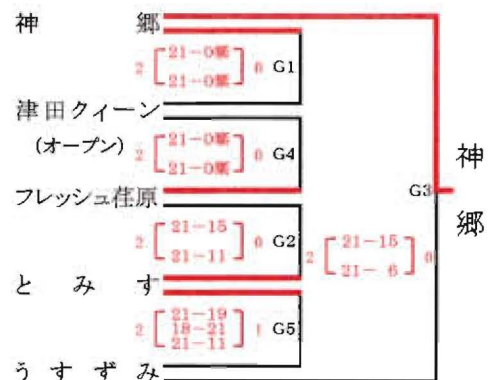 神郷
2 [21-0棄 21-0棄] 0 G1
津田クィーン
(オープン) 2 [21-0棄 21-0棄] 0 G4
フレッシュ荏原
2 [21-15 21-11] 0 G2
とみす
2 [21-19 18-21 21-11] 1 G5
うすずみ
G3
2 [21-15 21-6] 0
神郷